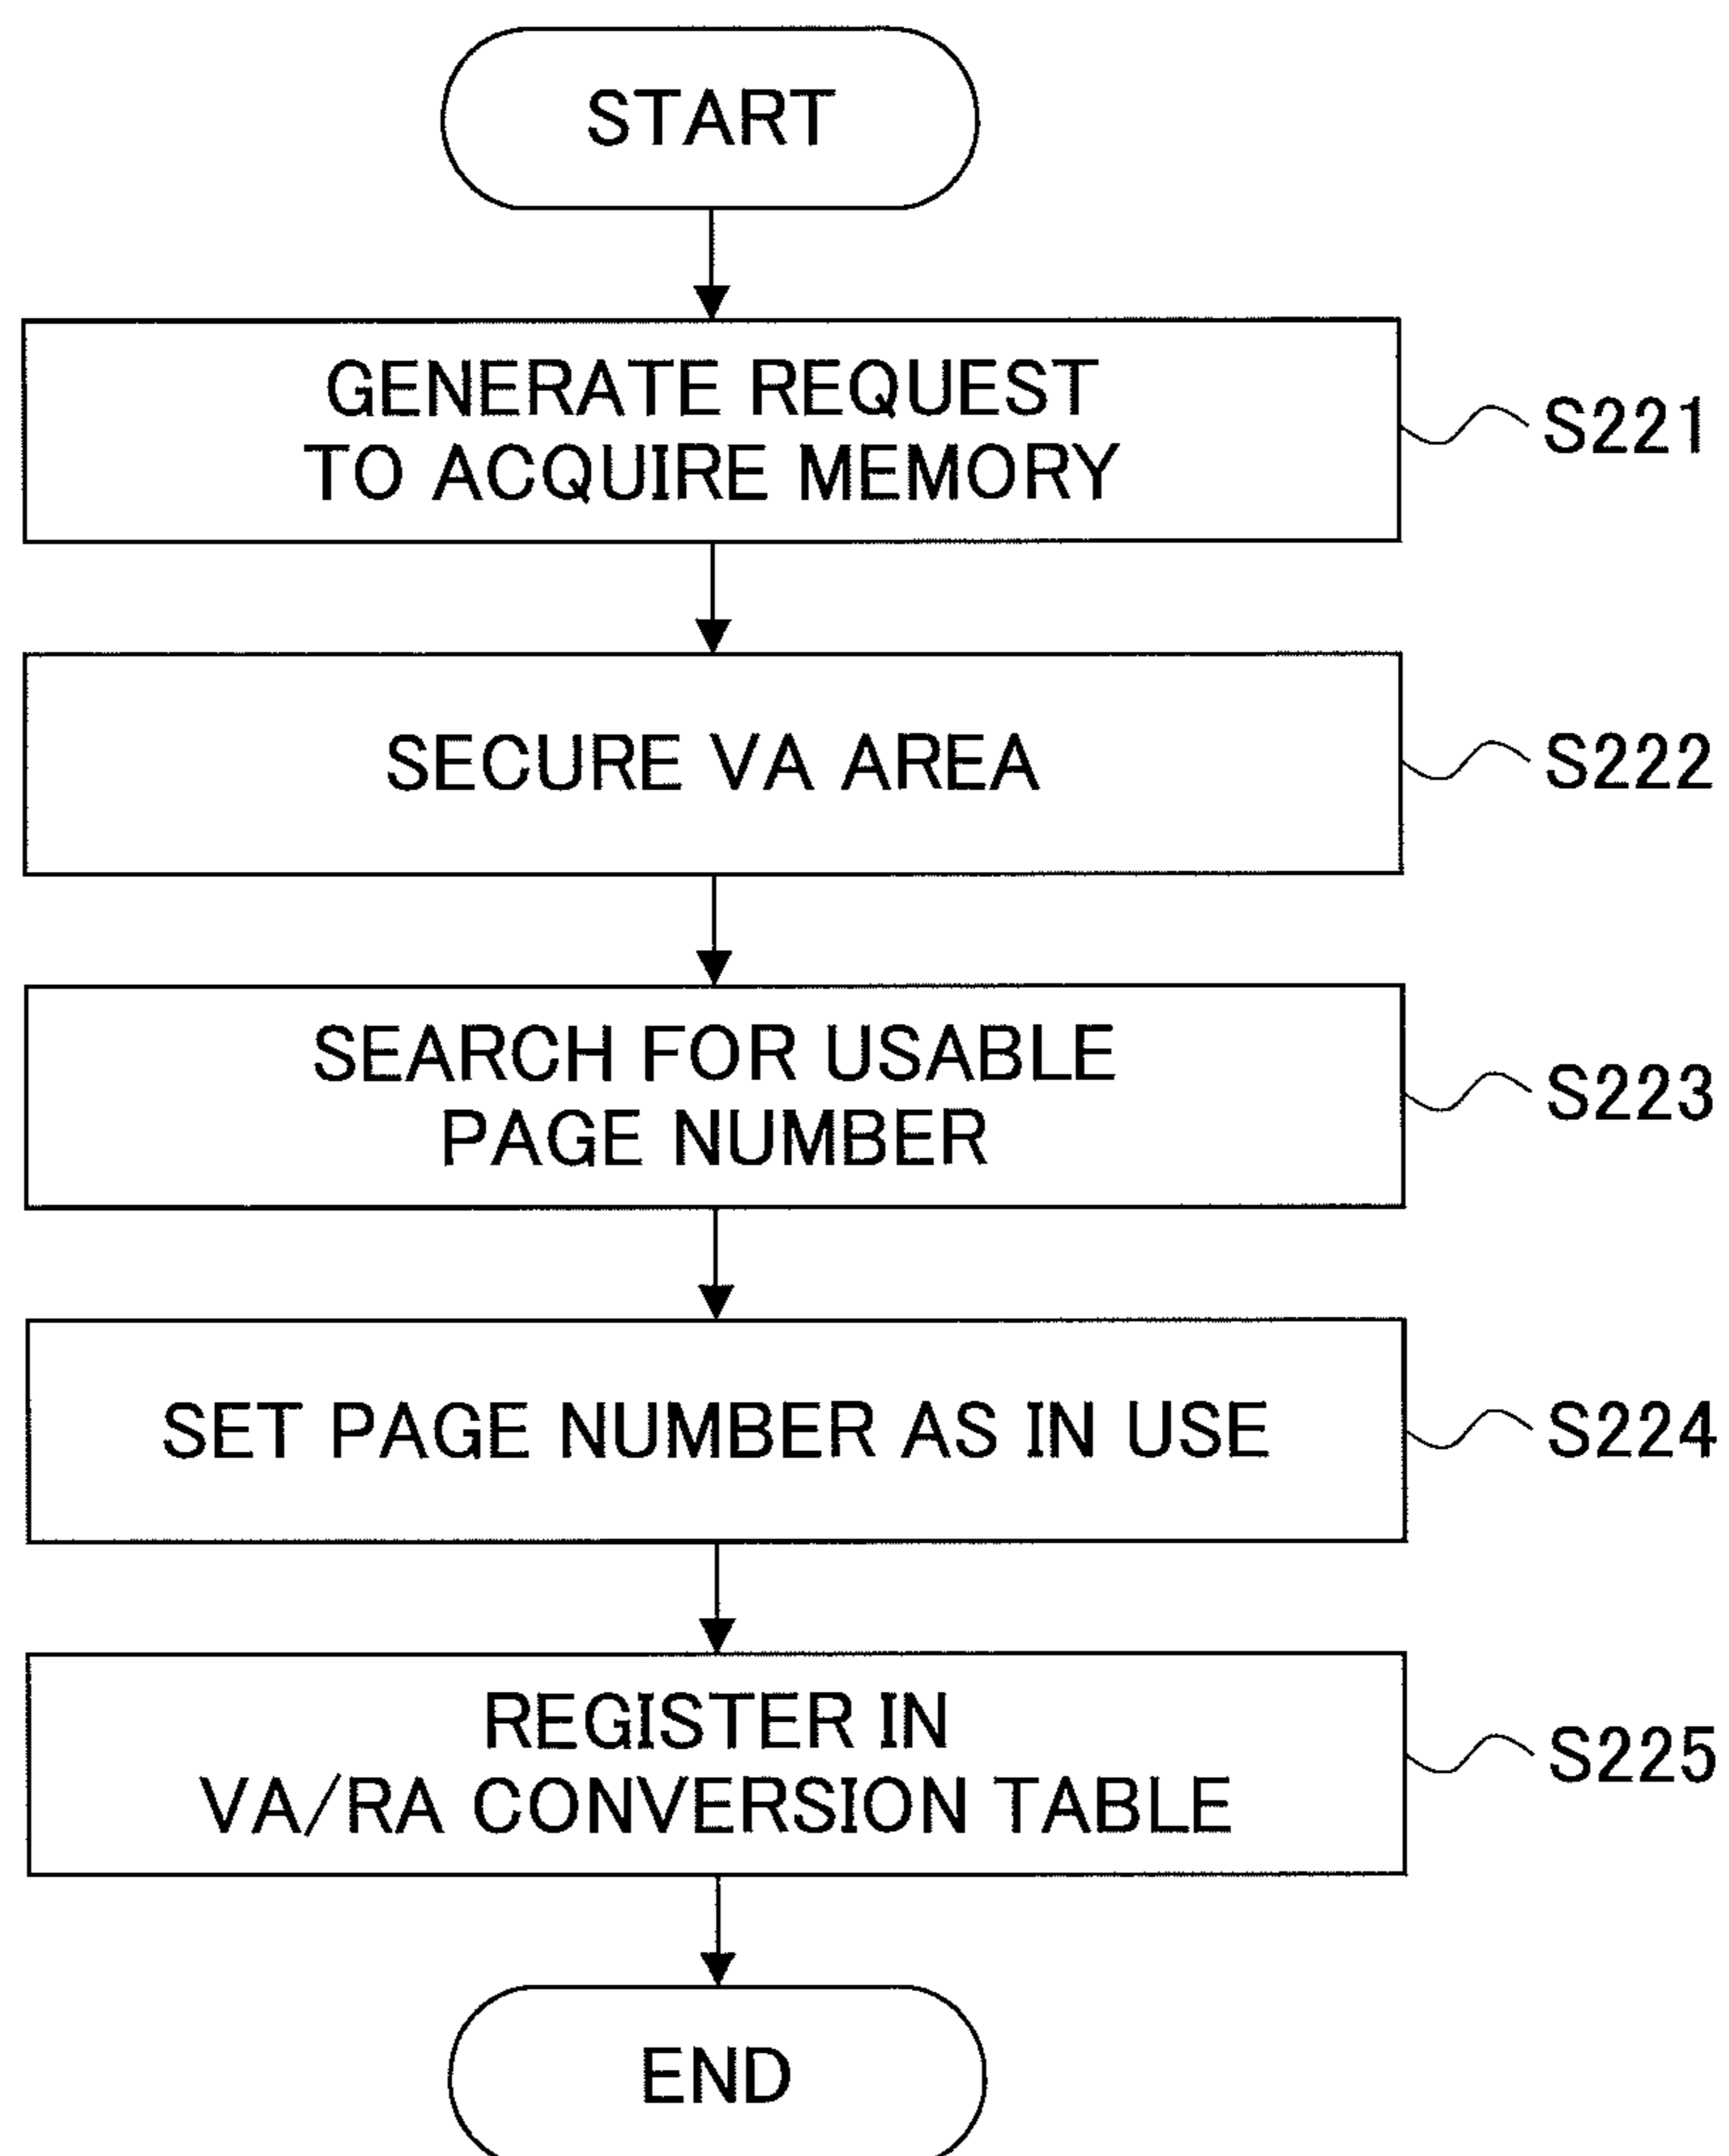 START
GENERATE REQUEST
TO ACQUIRE MEMORY
S221
SECURE VA AREA
S222
SEARCH FOR USABLE
PAGE NUMBER
S223
SET PAGE NUMBER AS IN USE
S224
REGISTER IN
VA/RA CONVERSION TABLE
S225
END